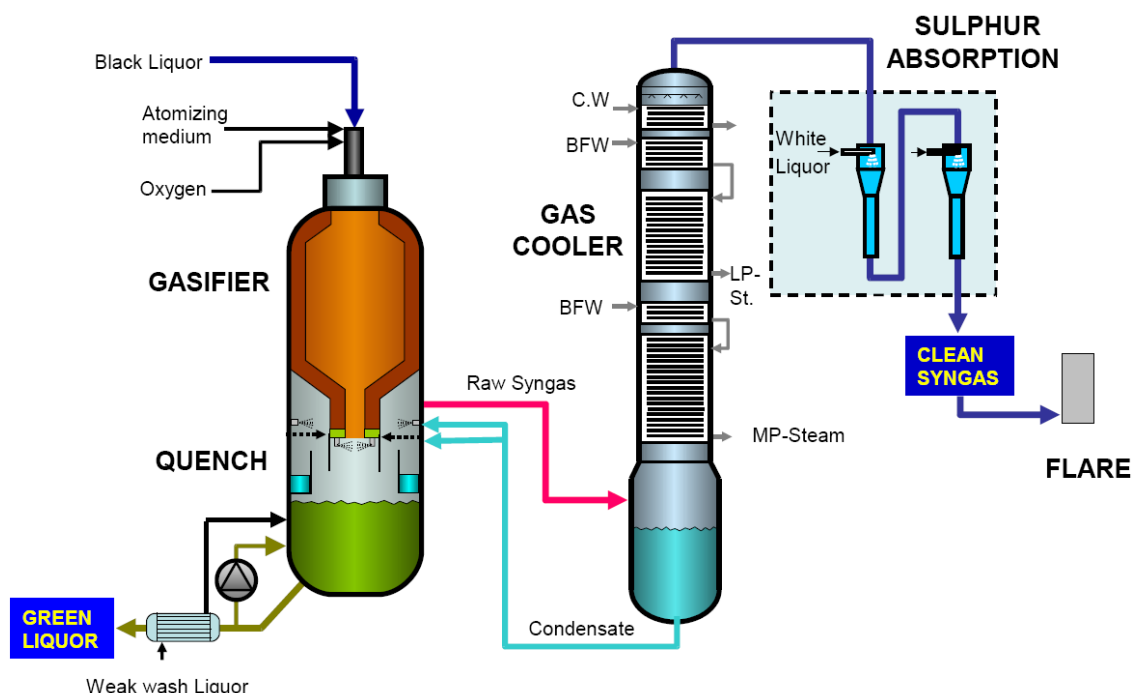 SULPHUR
ABSORPTION
Black Liquor
Atomizing
medium
Oxygen
C.W
BFW
White
Liquor
GASIFIER
GAS
COOLER
LP-
St.
BFW
CLEAN
SYNGAS
Raw Syngas
MP-Steam
QUENCH
FLARE
GREEN
LIQUOR
Condensate
Weak wash Liquor